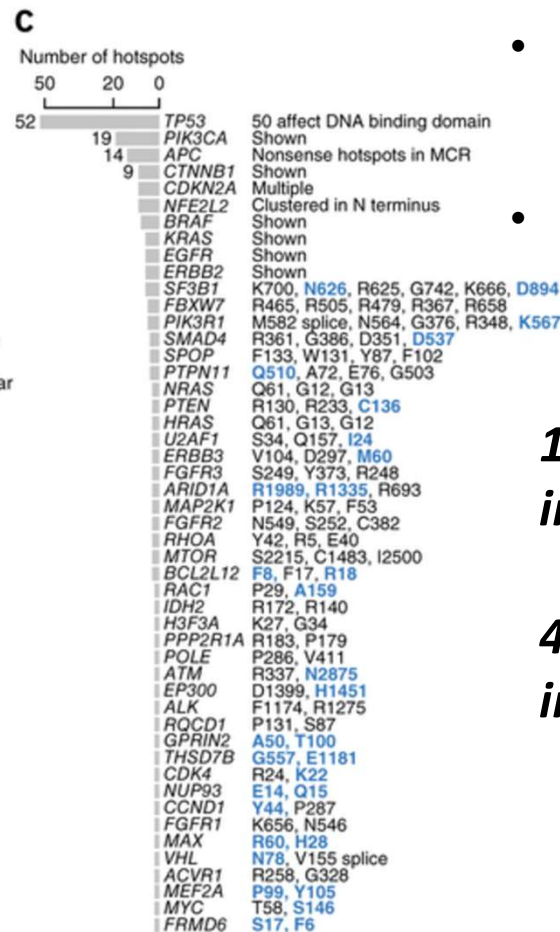 C
Number of hotspots
50 20 0
52 TP53 50 affect DNA binding domain
19 PIK3CA Shown
14 APC Nonsense hotspots in MCR
9 CTNNB1 Shown
CDKN2A Multiple
NFE2L2 Clustered in N terminus
BRAF Shown
KRAS Shown
EGFR Shown
ERBB2 Shown
SF3B1 K700, N626, R625, G742, K666, D894
FBXW7 R465, R505, R479, R367, R658
PIK3R1 M582 splice, N564, G376, R348, K567
SMAD4 R361, G386, D351, D537
SPOP F133, W131, Y87, F102
PTPN11 Q510, A72, E76, G503
ar
NRAS Q61, G12, G13
PTEN R130, R233, C136
HRAS Q61, G13, G12
U2AF1 S34, Q157, I24
ERBB3 V104, D297, M60
FGFR3 S249, Y373, R248
ARID1A R1989, R1335, R693
MAP2K1 P124, K57, F53
FGFR2 N549, S252, C382
RHOA Y42, R5, E40
MTOR S2215, C1483, I2500
BCL2L12 F8, F17, R18
RAC1 P29, A159
IDH2 R172, R140
H3F3A K27, G34
PPP2R1A R183, P179
POLE P286, V411
ATM R337, N2875
EP300 D1399, H1451
ALK F1174, R1275
RQCD1 P131, S87
GPRIN2 A50, T100
THSD7B G557, E1181
CDK4 R24, K22
NUP93 E14, Q15
CCND1 Y44, P287
FGFR1 K656, N546
MAX R60, H28
VHL N78, V155 splice
ACVR1 R258, G328
MEF2A P99, Y105
MYC T58, S146
FRMD6 S17, F6
1
4